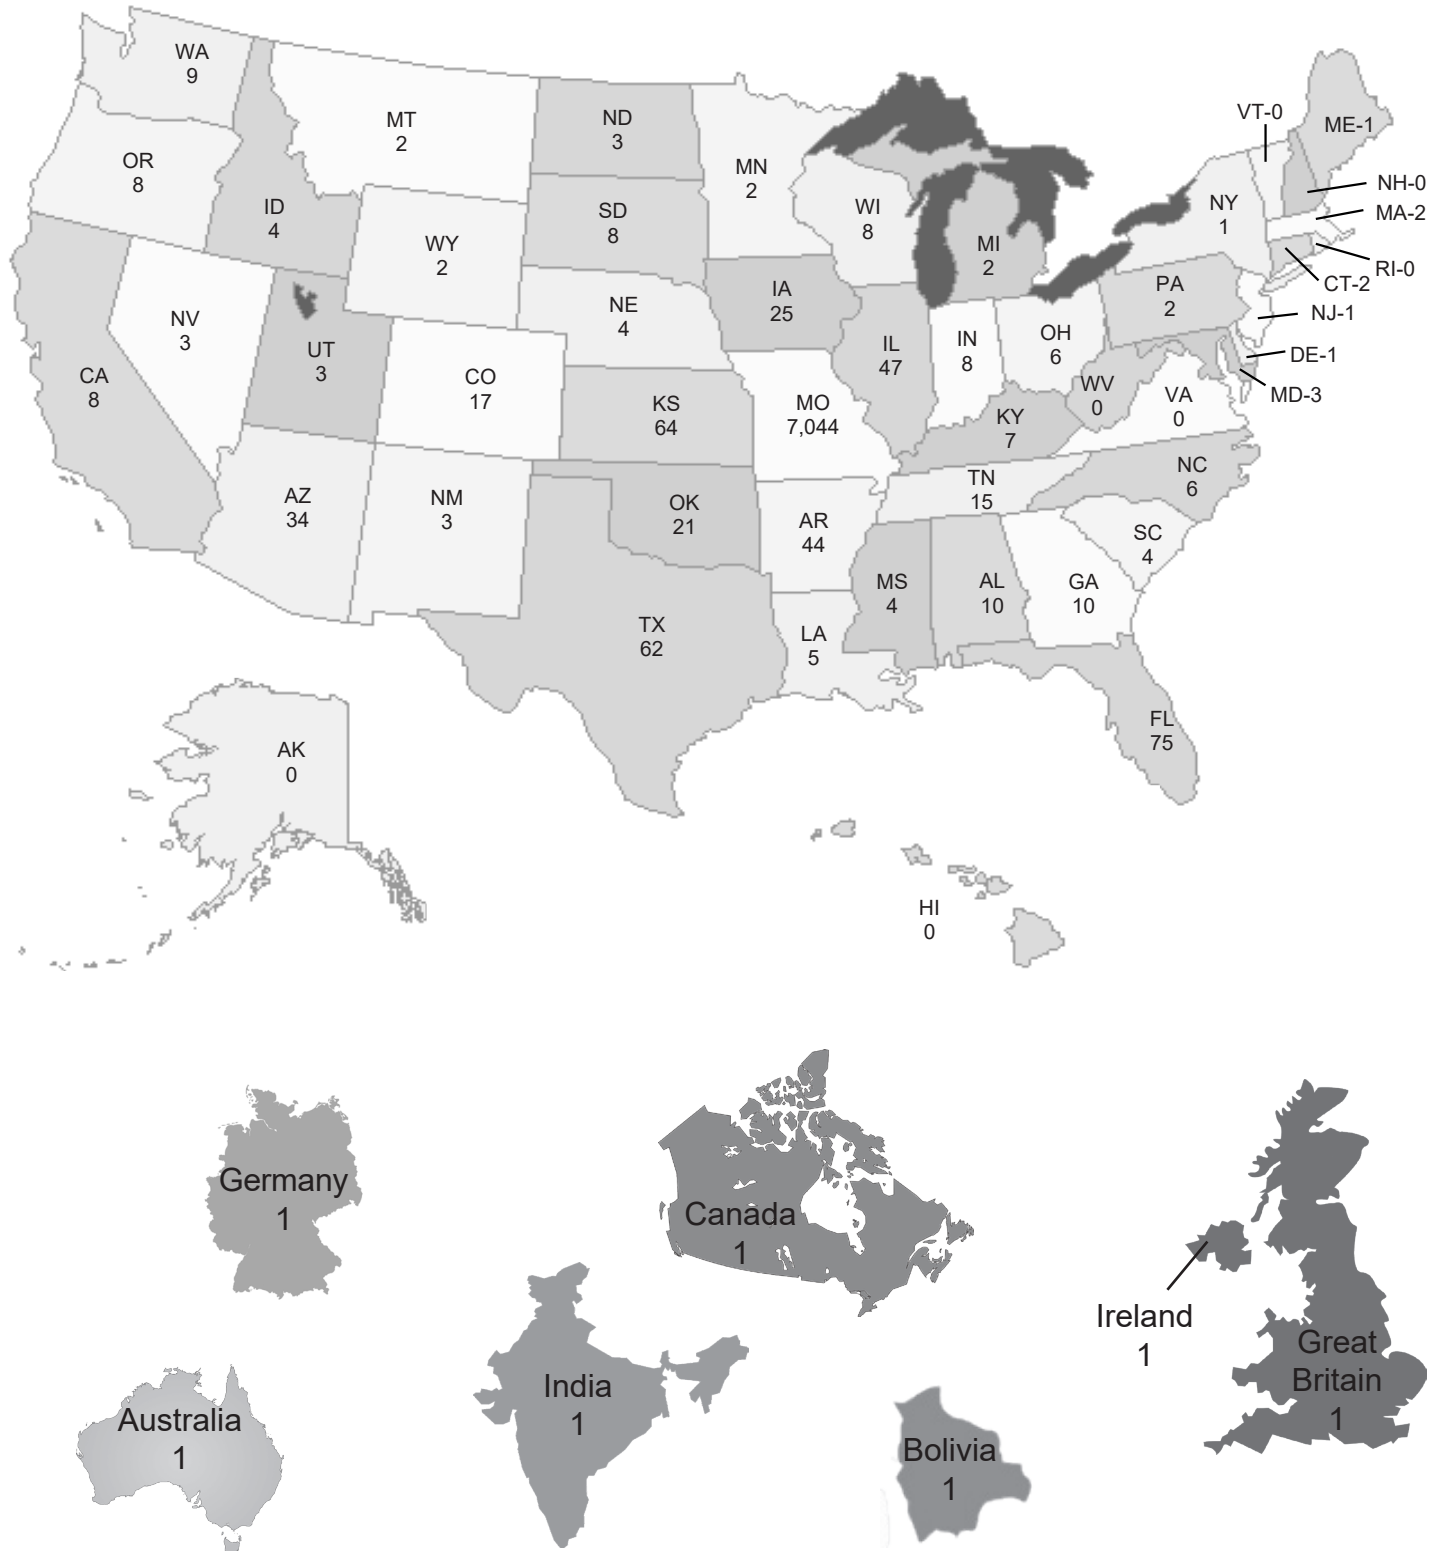 WA
9
MT
2
ND
3
VT-0
ME-1
OR
8
MN
2
NH-0
ID
4
SD
8
WI
8
NY
1
MA-2
WY
2
MI
2
RI-0
CT-2
IA
25
PA
2
NE
4
NV
3
NJ-1
UT
3
IL
47
IN
8
OH
6
DE-1
CA
8
CO
17
WV
0
MD-3
KS
64
MO
7,044
VA
0
KY
7
NC
6
TN
15
AZ
34
NM
3
OK
21
AR
44
SC
4
MS
4
AL
10
GA
10
TX
62
LA
5
FL
75
AK
0
HI
0
Germany
1
Canada
1
Ireland
1
Great
Britain
1
India
1
Australia
1
Bolivia
1